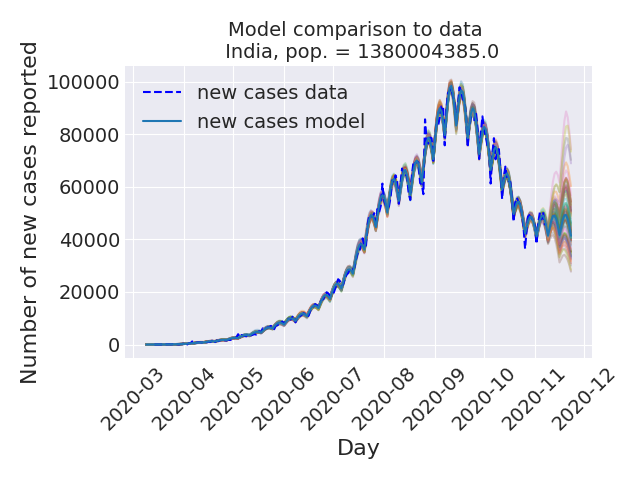 Model comparison to data
India, pop. = 1380004385.0
Number of new cases reported
100000
80000
60000
40000
20000
0
new cases data
new cases model
2020-03
2020-04
2020-05
2020-06
2020-07
2020-08
2020-09
2020-10
2020-11
2020-12
Day